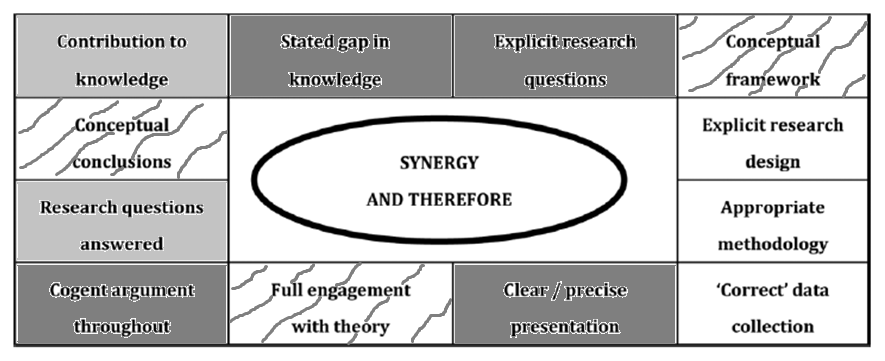 Contribution to
knowledge
Stated gap in
knowledge
Explicit research
questions
Conceptual
framework
Conceptual
conclusions
SYNERGY
AND THEREFORE
Explicit research
design
Research questions
answered
Appropriate
methodology
Cogent argument
throughout
Full engagement
with theory
Clear / precise
presentation
‘Correct’ data
collection